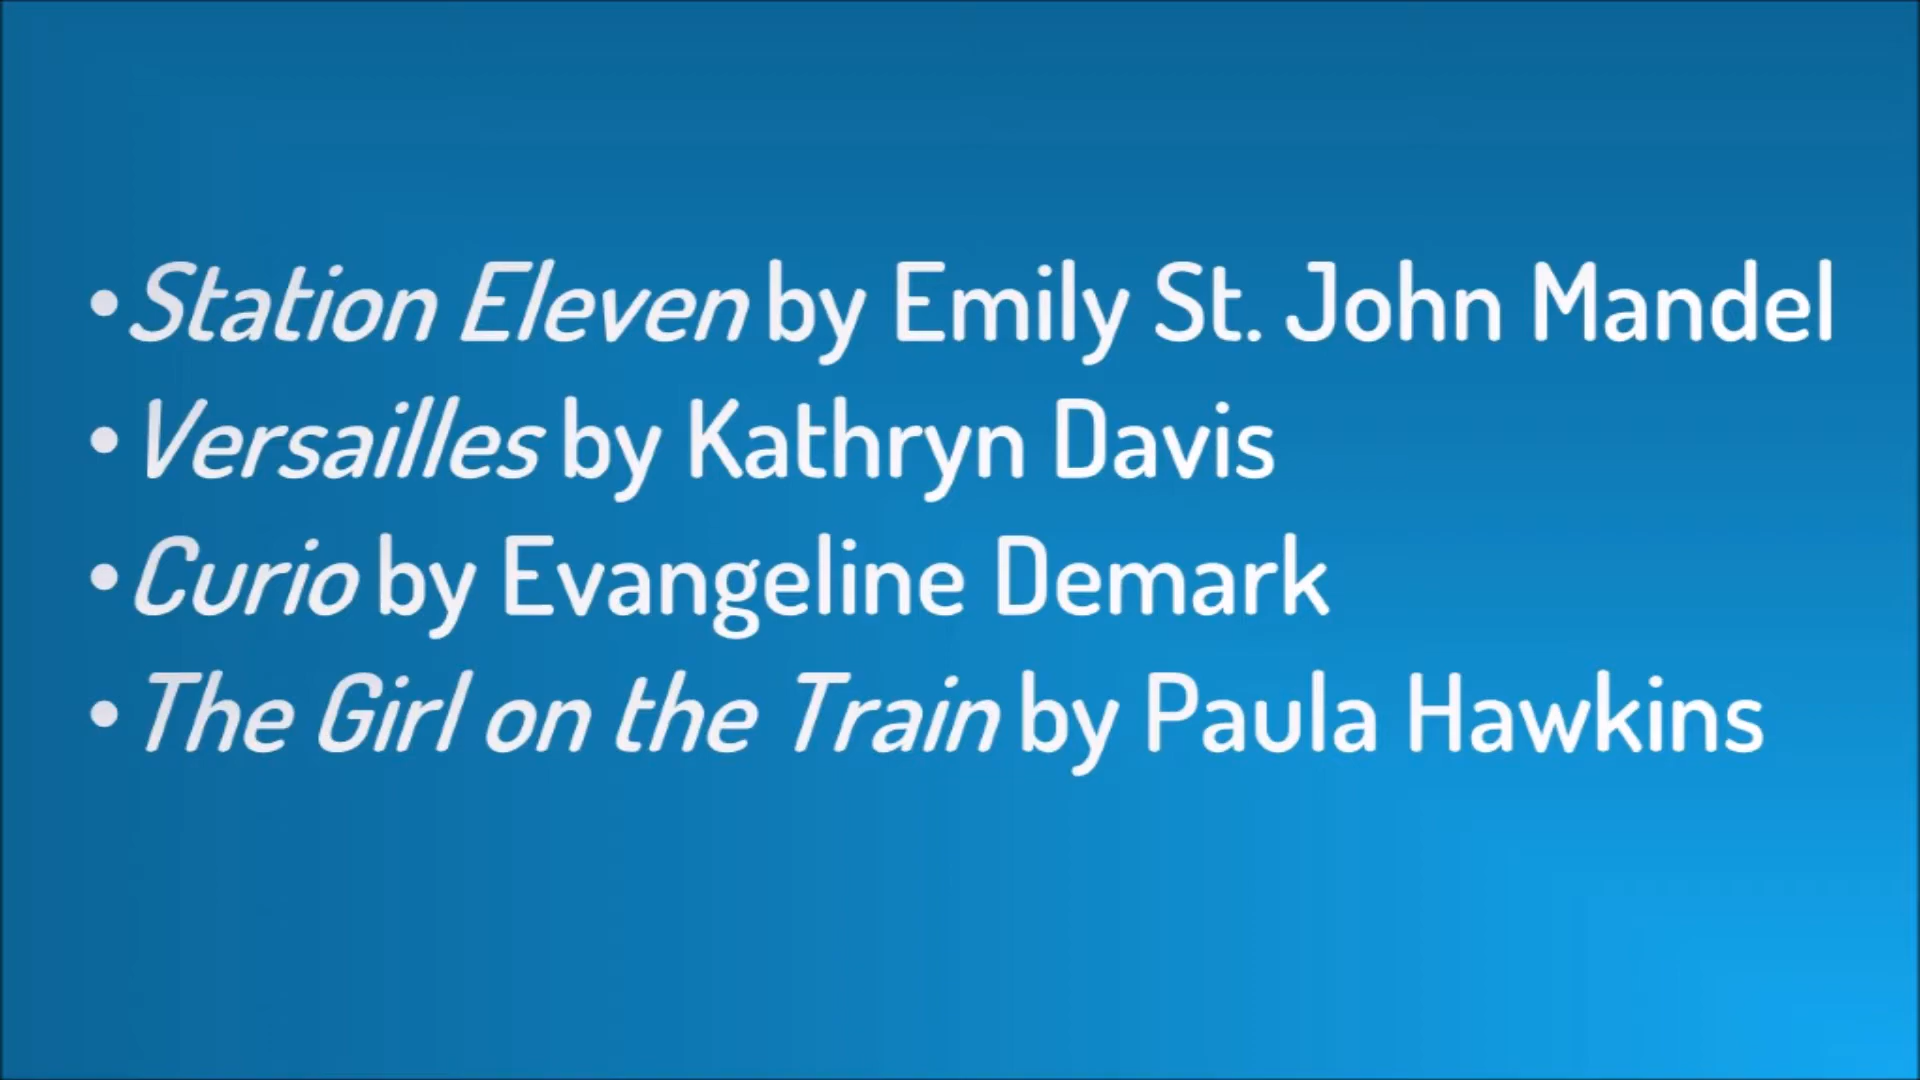 •Station Eleven by Emily St. John Mandel
•Versailles by Kathryn Davis
•Curio by Evangeline Demark
•The Girl on the Train by Paula Hawkins